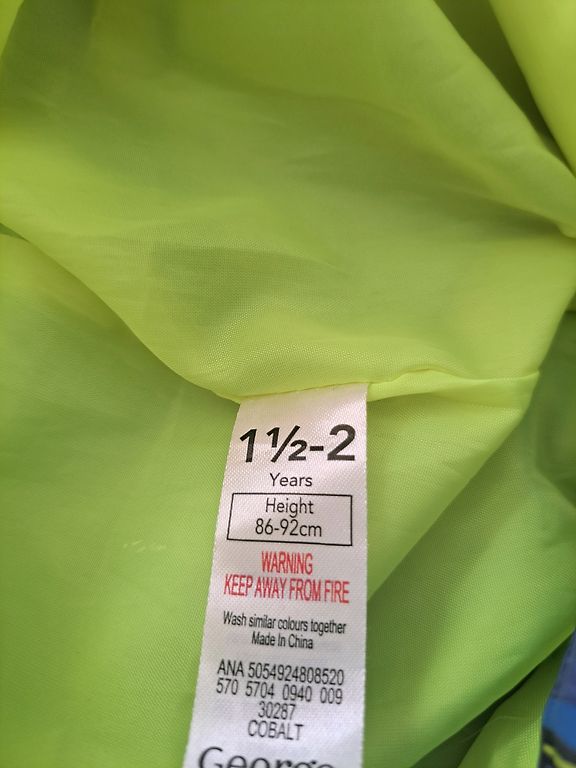 1½-2
Years
Height
86-92cm
WARNING
KEEP AWAY FROM FIRE
Wash similar colours together
Made In China
ANA 5054924808520
570 5704 0940 009
30287
COBALT
George